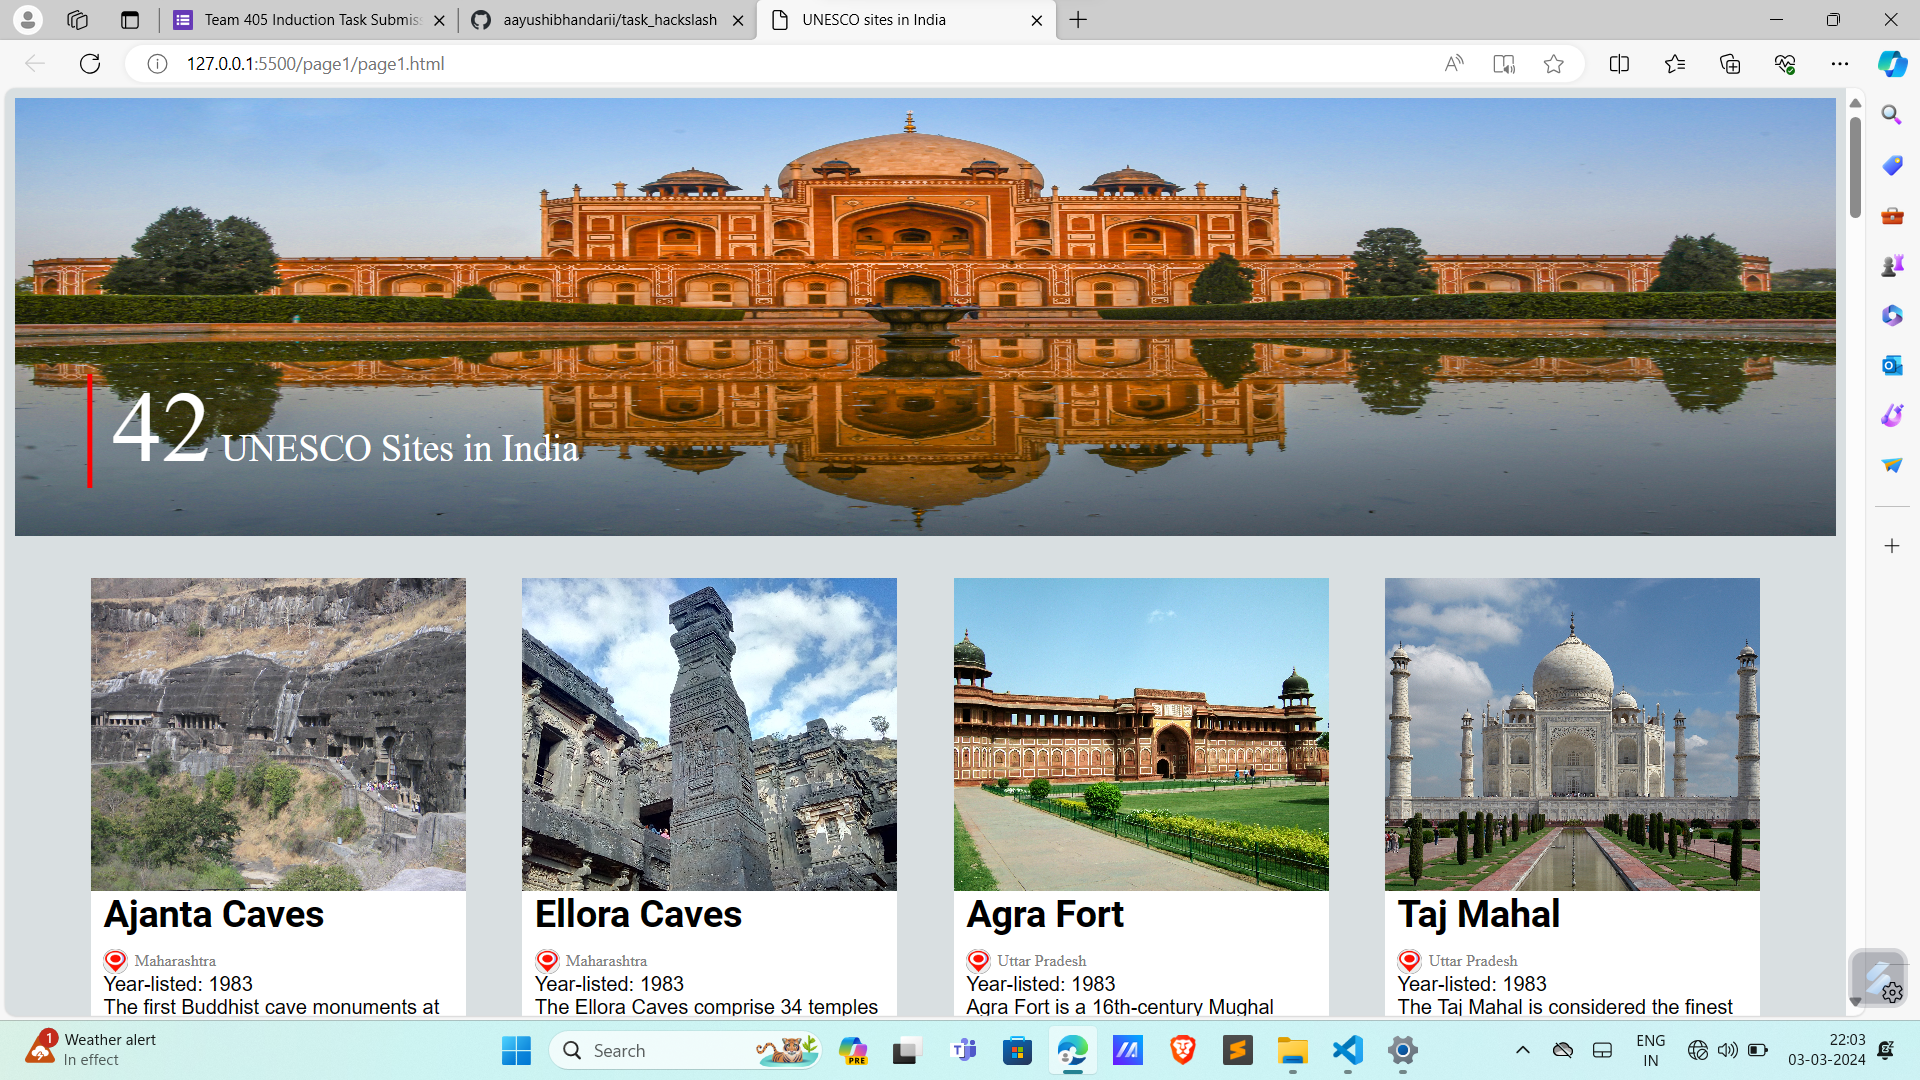 Team 405 Induction Task Submiss
aayushibhandarii/task_hackslash
UNESCO sites in India
127.0.0.1:5500/page1/page1.html
42 UNESCO Sites in India
Ajanta Caves
Maharashtra
Year-listed: 1983
The first Buddhist cave monuments at
Ellora Caves
Maharashtra
Year-listed: 1983
The Ellora Caves comprise 34 temples
Agra Fort
Uttar Pradesh
Year-listed: 1983
Agra Fort is a 16th-century Mughal
Taj Mahal
Uttar Pradesh
Year-listed: 1983
The Taj Mahal is considered the finest
1
Weather alert
In effect
Search
PRE
ENG
IN
22:03
03-03-2024